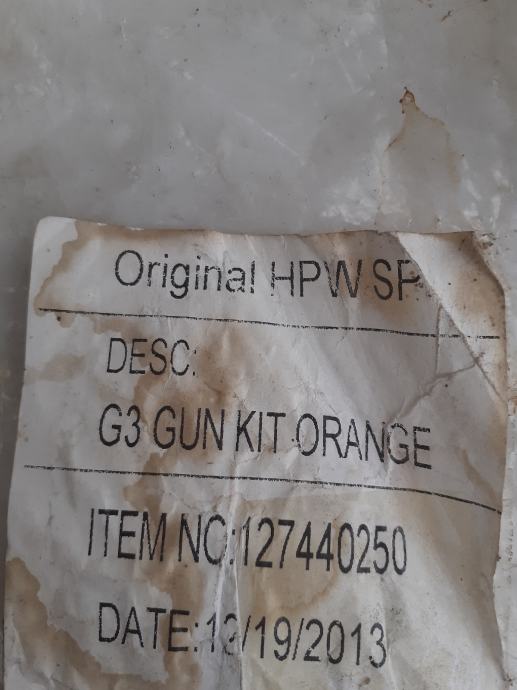 Original HPW SP
DESC:
G3 GUN KIT ORANGE
ITEM NO:127440250
DATE:12/19/2013